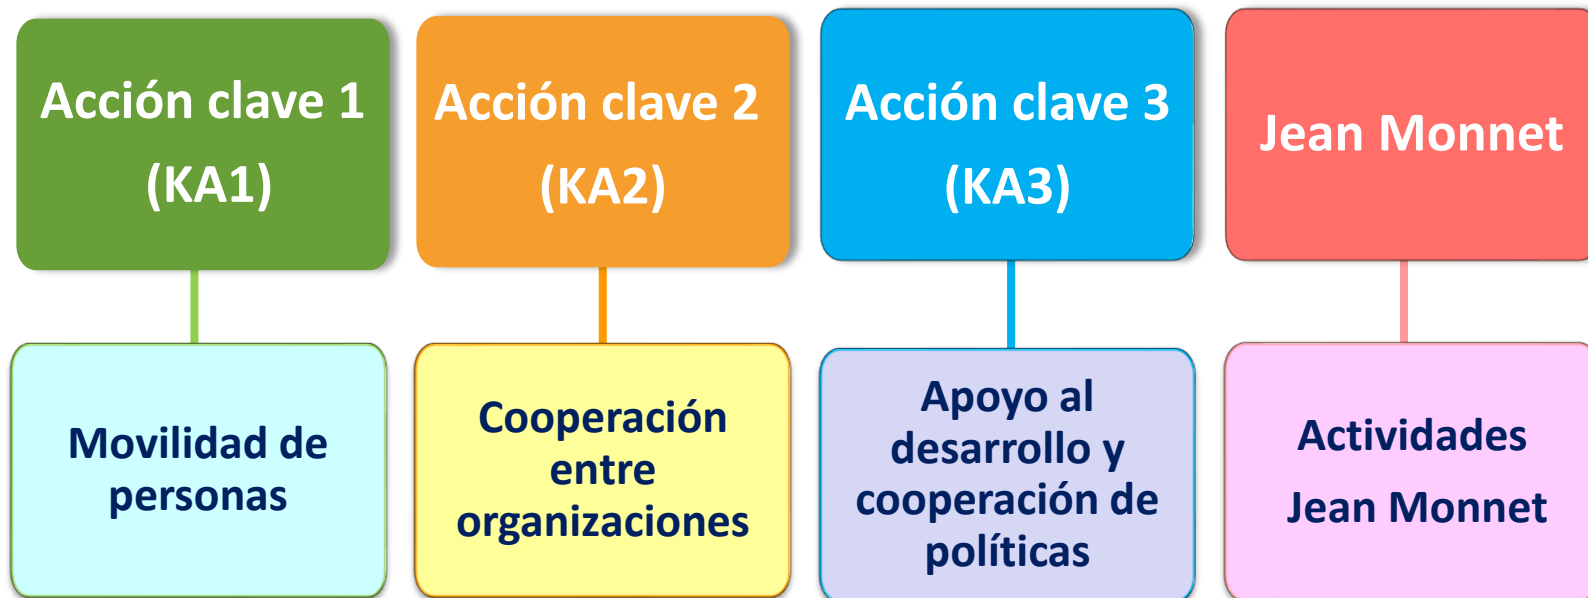 Acción clave 1
(KA1)
Acción clave 2
(KA2)
Acción clave 3
(KA3)
Jean Monnet
Movilidad de
personas
Cooperación
entre
organizaciones
Apoyo al
desarrollo y
cooperación de
políticas
Actividades
Jean Monnet